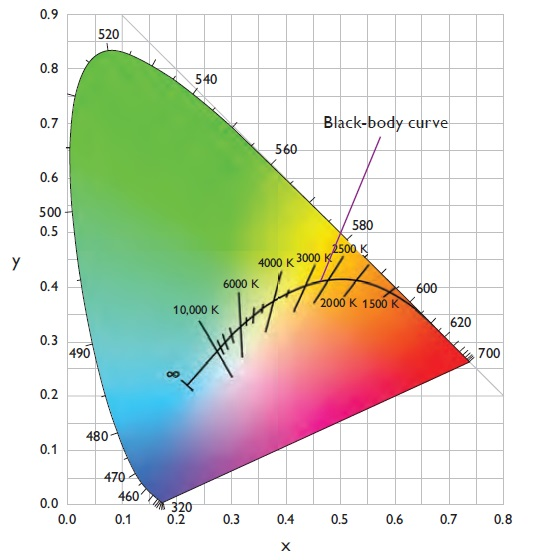 0.9
520
0.8
540
0.7
Black-body curve
560
0.6
500
580
0.5
y
2500 K
3000 K
4000 K
6000 K
0.4
600
2000 K
1500 K
10,000 K
620
0.3
490
700
∞
0.2
480
0.1
470
460
0.0
320
0.0 0.1 0.2 0.3 0.4 0.5 0.6 0.7 0.8
x